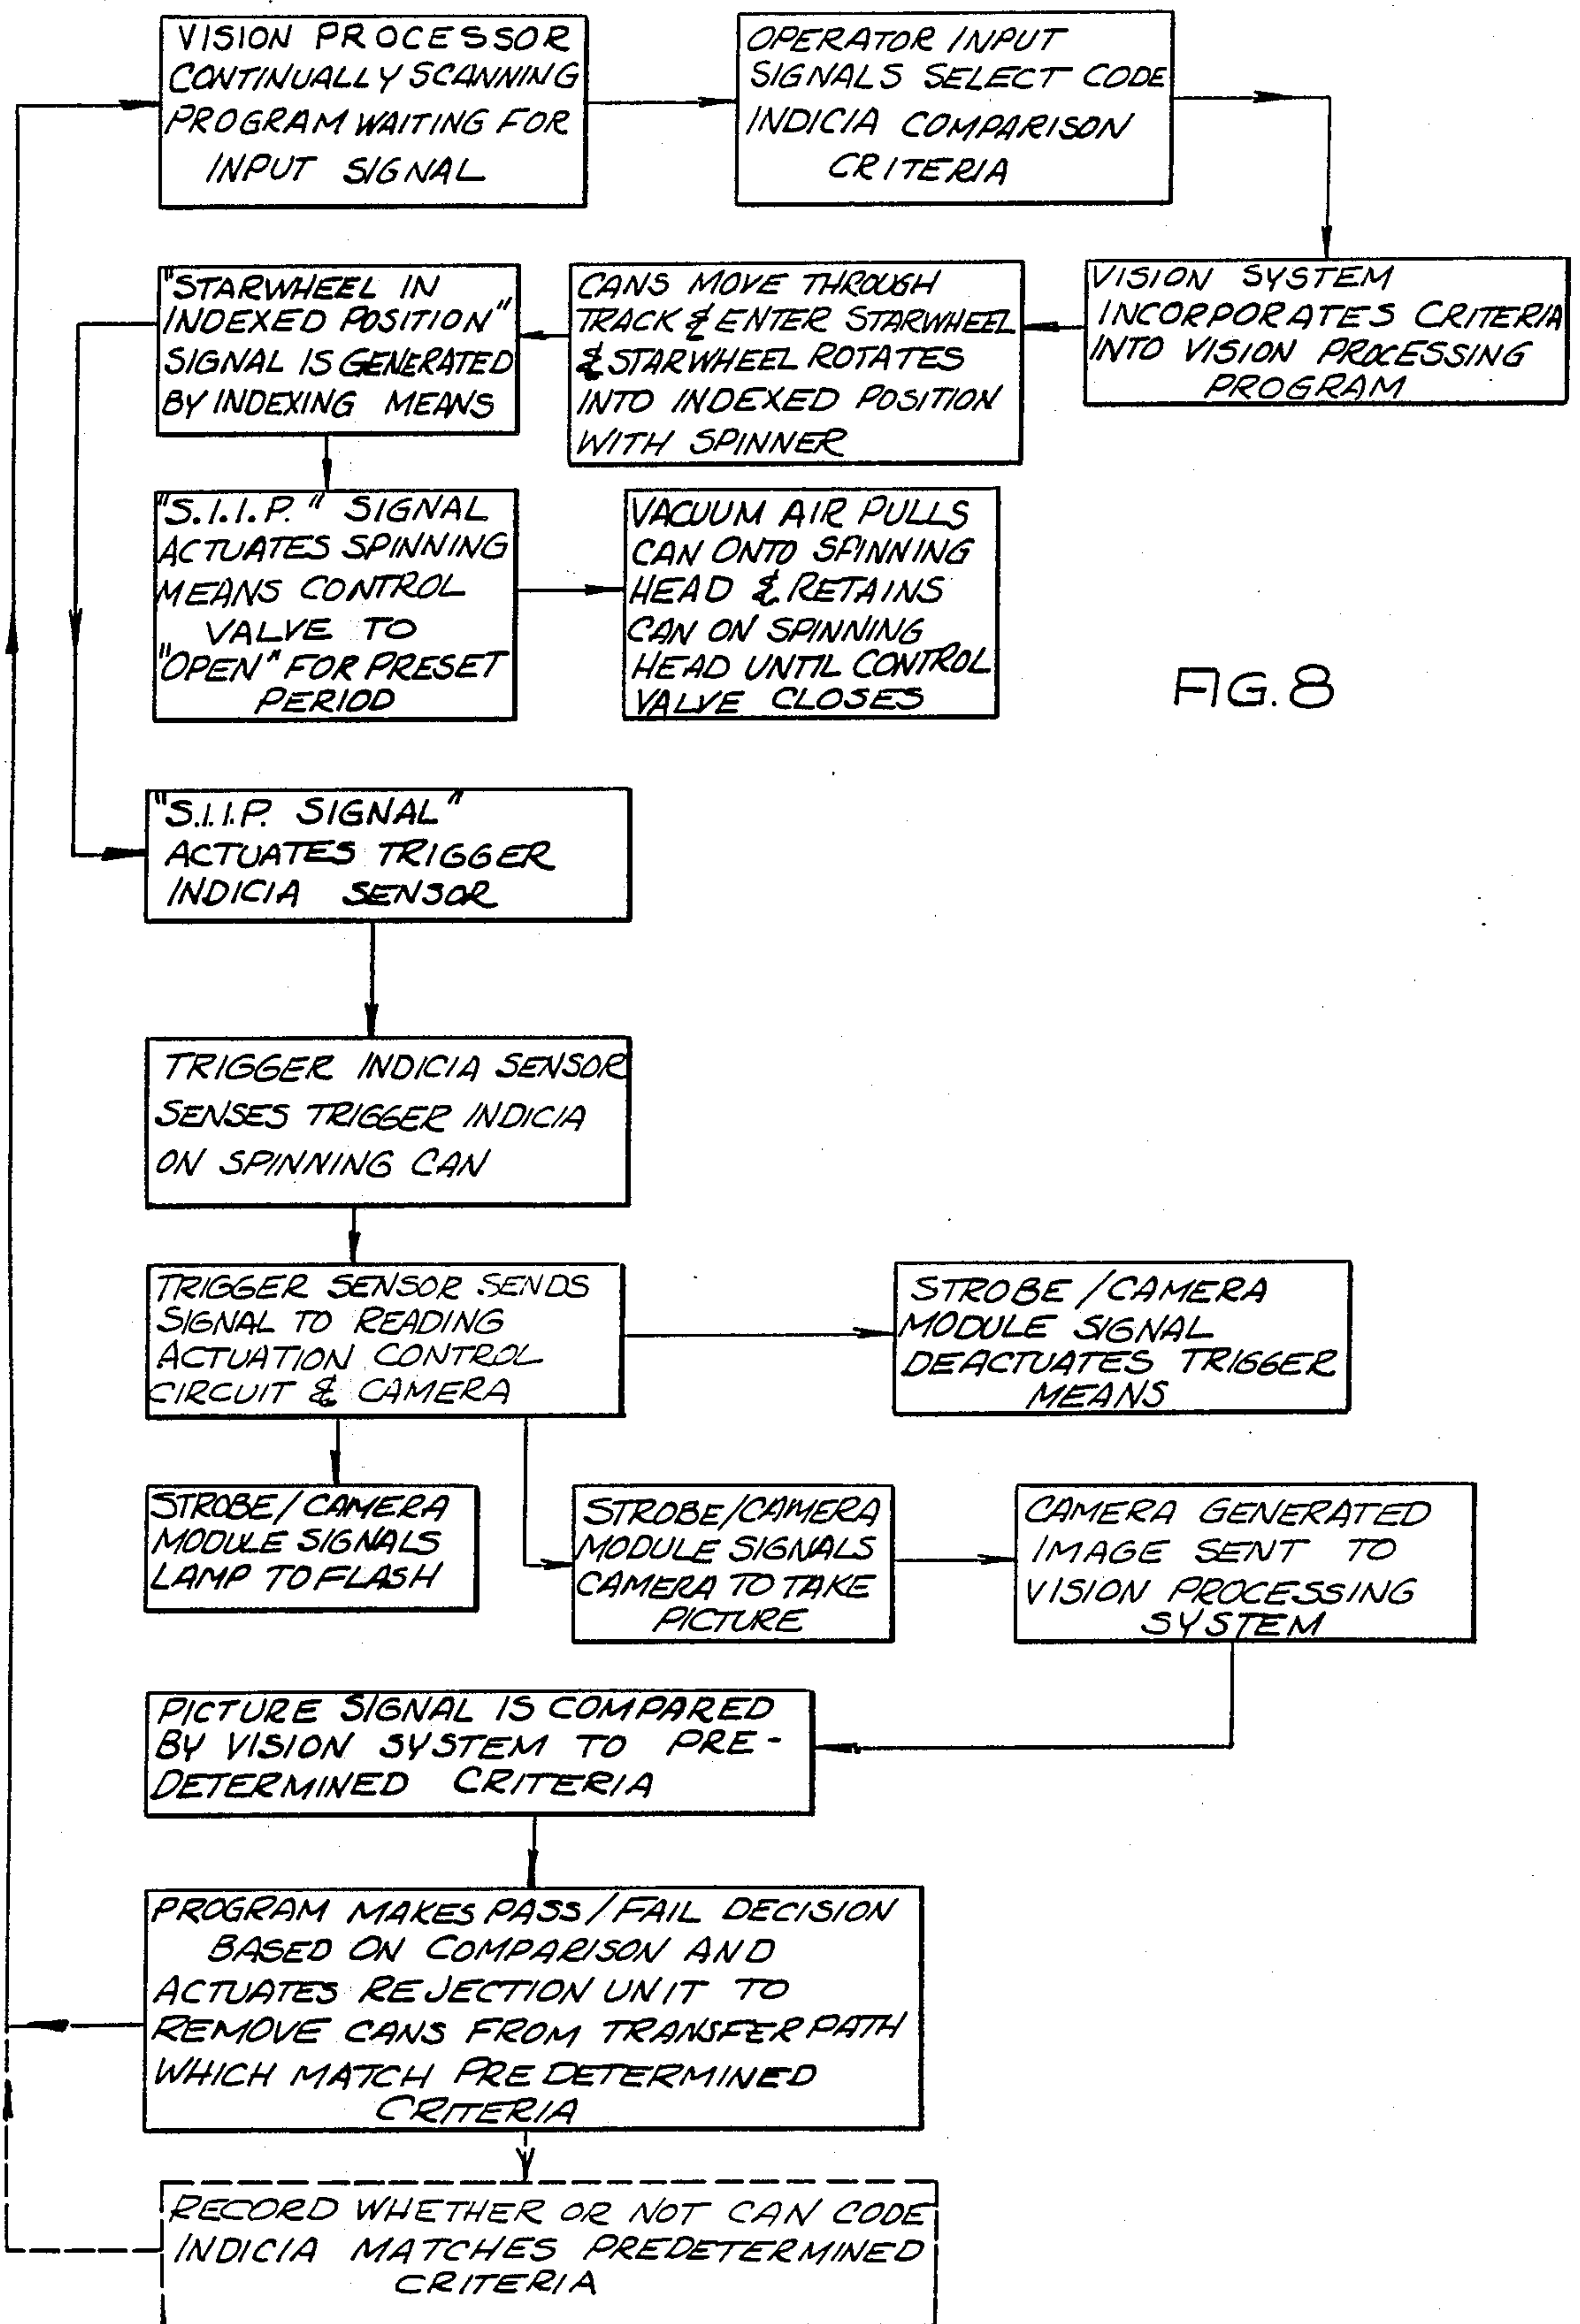 VISION PROCESSOR
CONTINUALLY SCANNING
PROGRAM WAITING FOR
INPUT SIGNAL
OPERATOR INPUT
SIGNALS SELECT CODE
INDICIA COMPARISON
CRITERIA
VISION SYSTEM
INCORPORATES CRITERIA
INTO VISION PROCESSING
PROGRAM
CANS MOVE THROUGH
TRACK & ENTER STARWHEEL
& STARWHEEL ROTATES
INTO INDEXED POSITION
WITH SPINNER
"STARWHEEL IN
INDEXED POSITION"
SIGNAL IS GENERATED
BY INDEXING MEANS
"S.I.I.P." SIGNAL
ACTUATES SPINNING
MEANS CONTROL
VALVE TO
"OPEN" FOR PRESET
PERIOD
VACUUM AIR PULLS
CAN ONTO SPINNING
HEAD & RETAINS
CAN ON SPINNING
HEAD UNTIL CONTROL
VALVE CLOSES
FIG. 8
"S.I.I.P. SIGNAL"
ACTUATES TRIGGER
INDICIA SENSOR
TRIGGER INDICIA SENSOR
SENSES TRIGGER INDICIA
ON SPINNING CAN
TRIGGER SENSOR SENDS
SIGNAL TO READING
ACTUATION CONTROL
CIRCUIT & CAMERA
STROBE/CAMERA
MODULE SIGNAL
DEACTUATES TRIGGER
MEANS
STROBE/CAMERA
MODULE SIGNALS
LAMP TO FLASH
STROBE/CAMERA
MODULE SIGNALS
CAMERA TO TAKE
PICTURE
CAMERA GENERATED
IMAGE SENT TO
VISION PROCESSING
SYSTEM
PICTURE SIGNAL IS COMPARED
BY VISION SYSTEM TO PRE-
DETERMINED CRITERIA
PROGRAM MAKES PASS/FAIL DECISION
BASED ON COMPARISON AND
ACTUATES REJECTION UNIT TO
REMOVE CANS FROM TRANSFER PATH
WHICH MATCH PREDETERMINED
CRITERIA
RECORD WHETHER OR NOT CAN CODE
INDICIA MATCHES PREDETERMINED
CRITERIA